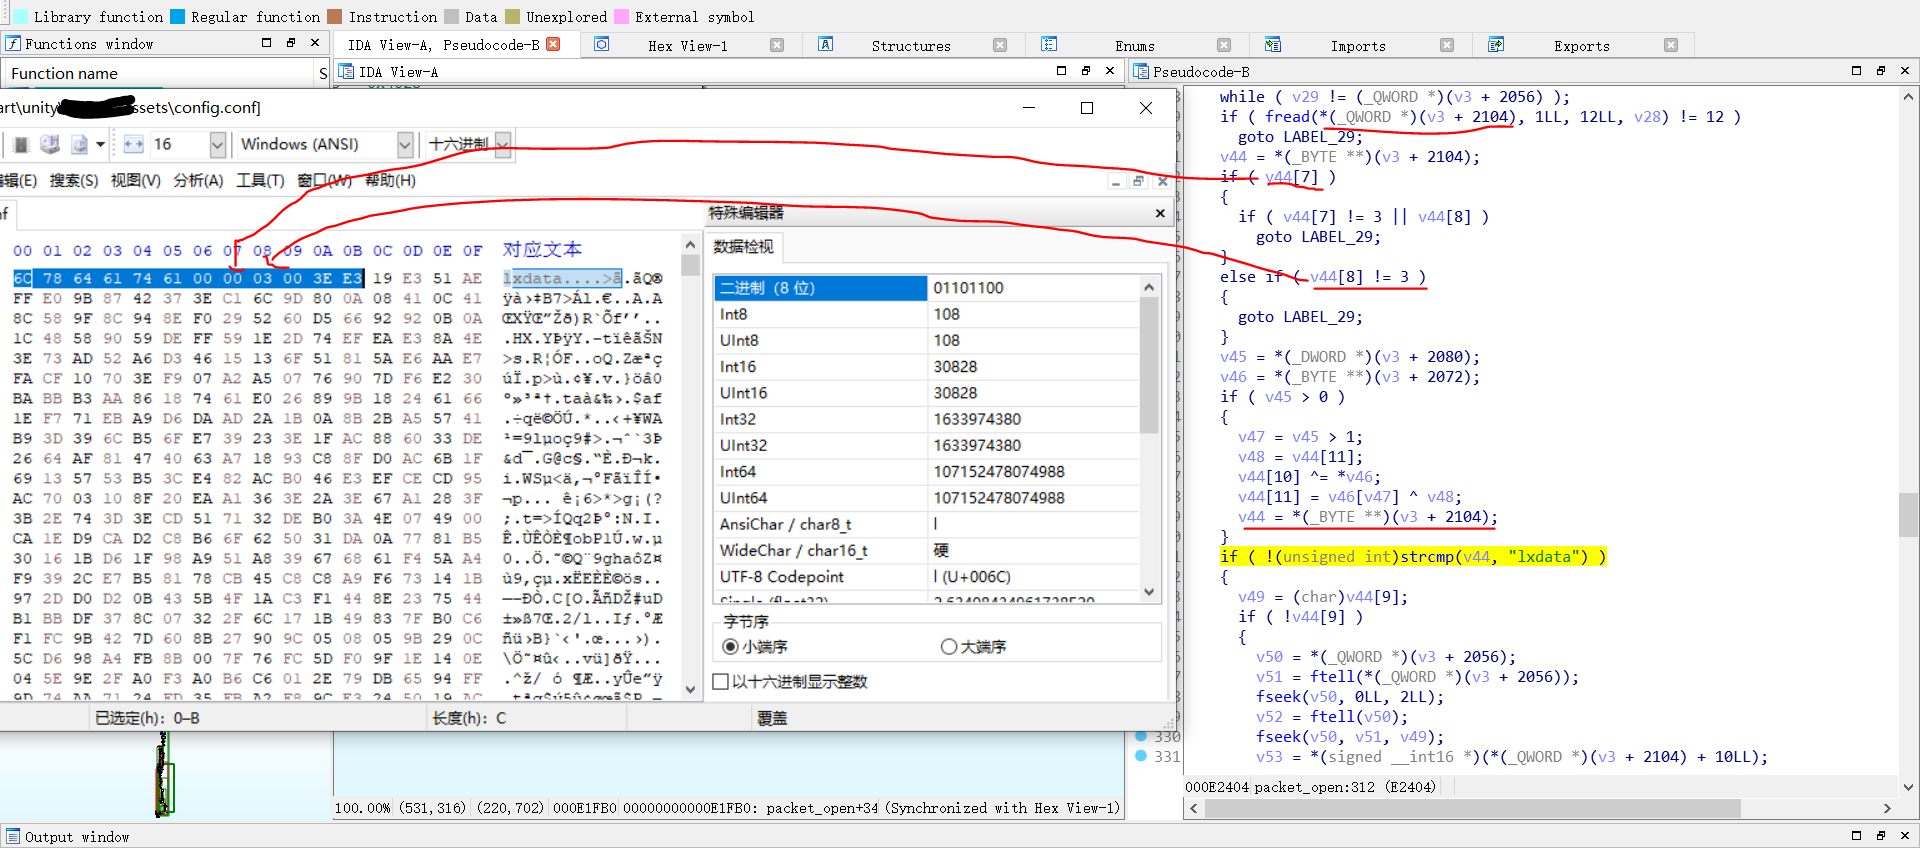 Library function Regular function Instruction Data Unexplored External symbol
Functions window
IDA View-A, Pseudocode-B
Hex View-1
Structures
Enums
Imports
Exports
Function name
S
IDA View-A
Pseudocode-B
art\unity
ssets\config.conf]
16
Windows (ANSI)
十六进制
编辑(E) 搜索(S) 视图(V) 分析(A) 工具(T) 窗口(W) 帮助(H)
nf
特殊编辑器
数据检视
00 01 02 03 04 05 06 07 08 09 0A 0B 0C 0D 0E 0F 对应文本
6C 78 64 61 74 61 00 00 03 00 3E E3 19 E3 51 AE lxdata....>ã.ãQ®
FF E0 9B 87 42 37 3E C1 6C 9D 80 0A 08 41 0C 41
8C 58 9F 8C 94 8E F0 29 52 60 D5 66 92 92 0B 0A
1C 48 58 90 59 DE FF 59 1E 2D 74 EF EA E3 8A 4E
3E 73 AD 52 A6 D3 46 15 13 6F 51 81 5A E6 AA E7
FA CF 10 70 3E F9 07 A2 A5 07 76 90 7D F6 E2 30
BA BB B3 AA 86 18 74 61 E0 26 89 9B 18 24 61 66
1E F7 71 EB A9 D6 DA AD 2A 1B 0A 8B 2B A5 57 41
B9 3D 39 6C B5 6F E7 39 23 3E 1F AC 88 60 33 DE
26 64 AF 81 47 40 63 A7 18 93 C8 8F D0 AC 6B 1F
69 13 57 53 B5 3C E4 82 AC B0 46 E3 EF CE CD 95
AC 70 03 10 8F 20 EA A1 36 3E 2A 3E 67 A1 28 3F
3B 2E 74 3D 3E CD 51 71 32 DE B0 3A 4E 07 49 00
CA 1E D9 CA D2 C8 B6 6F 62 50 31 DA 0A 77 81 B5
30 16 1B D6 1F 98 A9 51 A8 39 67 68 61 F4 5A A4
F9 39 2C E7 B5 81 78 CB 45 C8 C8 A9 F6 73 14 1B
97 2D D0 D2 0B 43 5B 4F 1A C3 F1 44 8E 23 75 44
B1 BB DF 37 8C 07 32 2F 6C 17 1B 49 83 7F B0 C6
F1 FC 9B 42 7D 60 8B 27 90 9C 05 08 05 9B 29 0C
5C D6 98 A4 FB 8B 00 7F 76 FC 5D F0 9F 1E 14 0E
04 5E 9E 2F A0 F3 A0 B6 C6 01 2E 79 DB 65 94 FF
二进制 (8 位) 01101100
Int8 108
UInt8 108
Int16 30828
UInt16 30828
Int32 1633974380
UInt32 1633974380
Int64 107152478074988
UInt64 107152478074988
AnsiChar / char8_t l
WideChar / char16_t 硬
UTF-8 Codepoint l (U+006C)
字节序
小端序 大端序
以十六进制显示整数
已选定(h): 0–B 长度(h): C 覆盖
while ( v29 != (_QWORD *)(v3 + 2056) );
if ( fread(*(_QWORD *)(v3 + 2104), 1LL, 12LL, v28) != 12 )
goto LABEL_29;
v44 = *(_BYTE **)(v3 + 2104);
if ( v44[7] )
{
if ( v44[7] != 3 || v44[8] )
goto LABEL_29;
}
else if ( v44[8] != 3 )
{
goto LABEL_29;
}
v45 = *(_DWORD *)(v3 + 2080);
v46 = *(_BYTE **)(v3 + 2072);
if ( v45 > 0 )
{
v47 = v45 > 1;
v48 = v44[11];
v44[10] ^= *v46;
v44[11] = v46[v47] ^ v48;
v44 = *(_BYTE **)(v3 + 2104);
}
if ( !(unsigned int)strcmp(v44, "lxdata") )
{
v49 = (char)v44[9];
if ( !v44[9] )
{
v50 = *(_QWORD *)(v3 + 2056);
v51 = ftell(*(_QWORD *)(v3 + 2056));
fseek(v50, 0LL, 2LL);
v52 = ftell(v50);
fseek(v50, v51, v49);
v53 = *(signed __int16 *)(*(_QWORD *)(v3 + 2104) + 10LL);
330
331
000E2404 packet_open:312 (E2404)
100.00% (531,316) (220,702) 000E1FB0 00000000000E1FB0: packet_open+34 (Synchronized with Hex View-1)
Output window